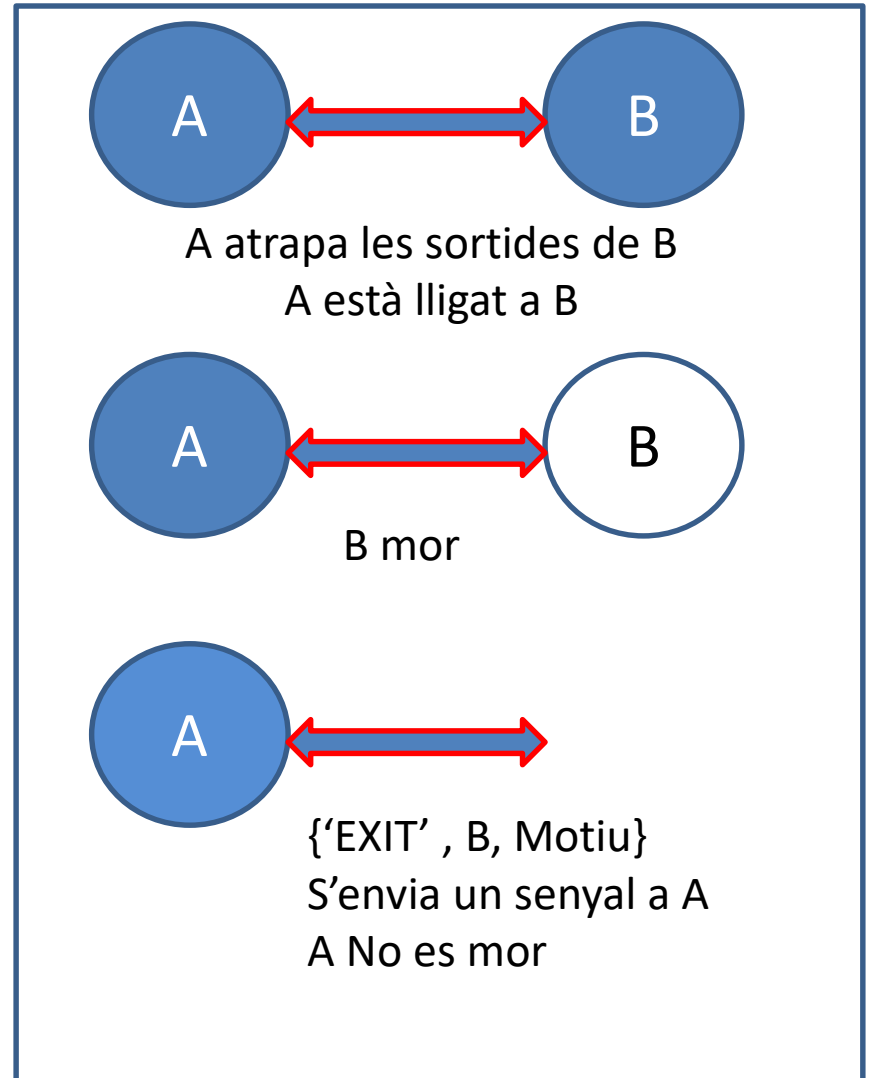 A B
A atrapa les sortides de B
A està lligat a B
A B
B mor
A
{‘EXIT’ , B, Motiu}
S’envia un senyal a A
A No es mor